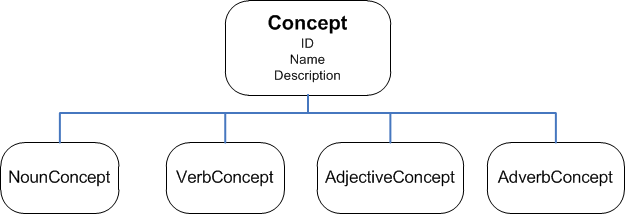 Concept
ID
Name
Description
NounConcept
VerbConcept
AdjectiveConcept
AdverbConcept